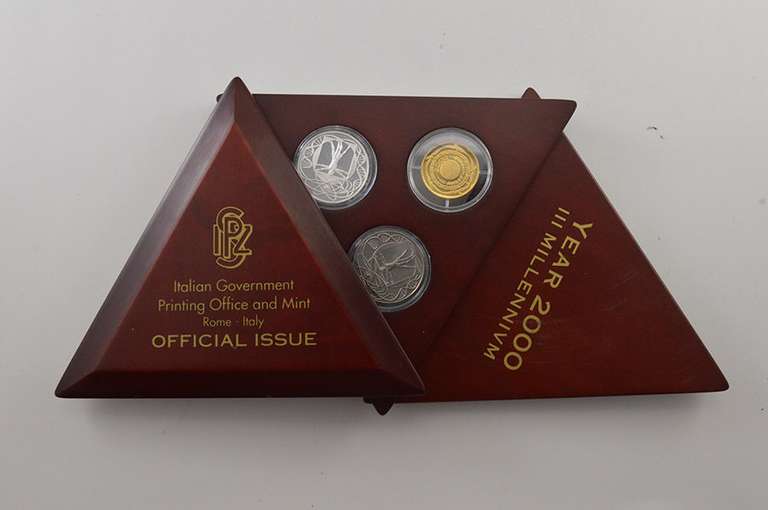 IPZS
Italian Government
Printing Office and Mint
Rome - Italy
OFFICIAL ISSUE
YEAR 2000
III MILLENNIVM